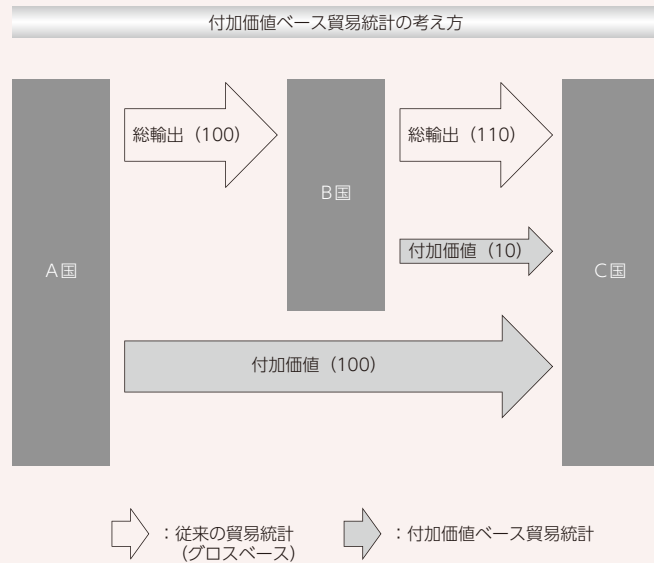 付加価値ベース貿易統計の考え方
総輸出（100）
総輸出（110）
B国
付加価値（10）
A国
C国
付加価値（100）
：従来の貿易統計
（グロスベース）
：付加価値ベース貿易統計